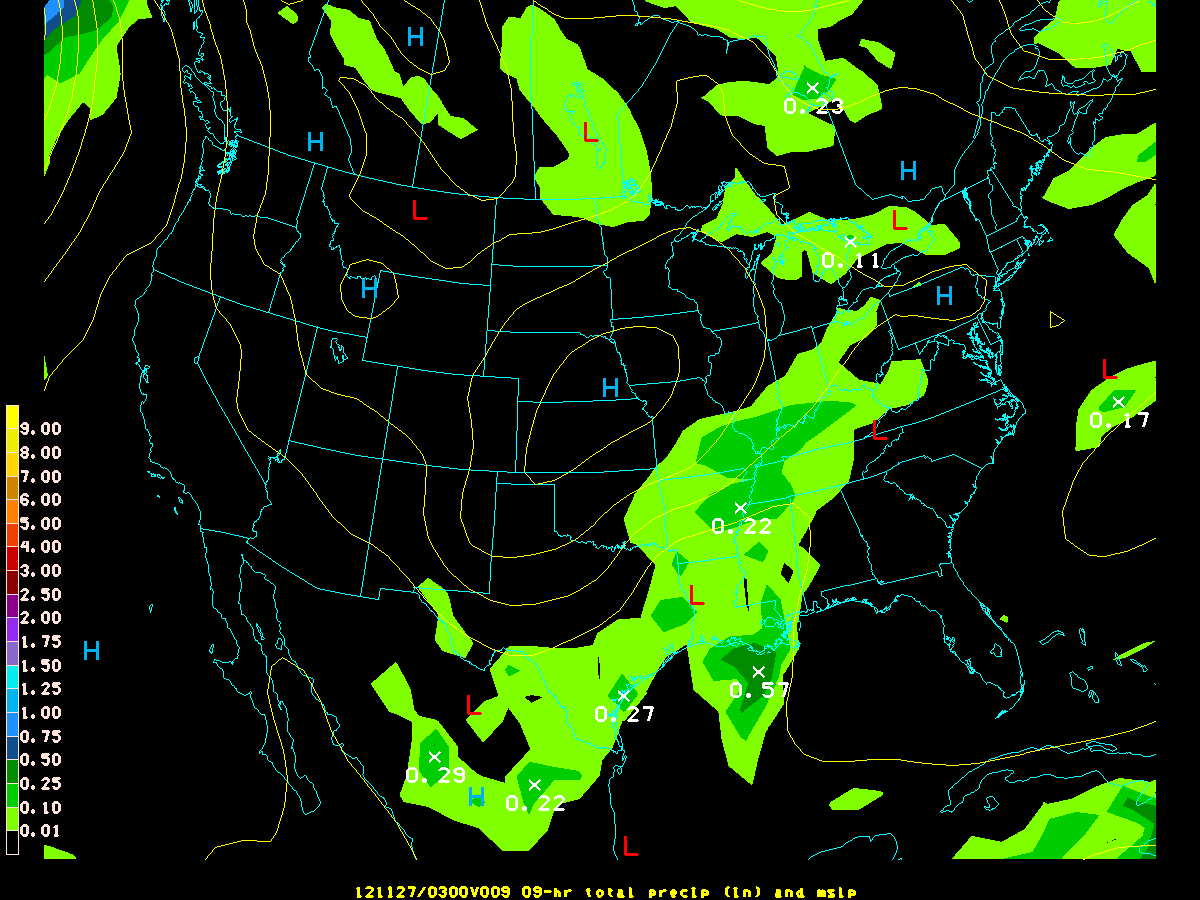 H
H
L
0.23
H
H
L
L
0.11
L
H
H
L
H
0.17
L
9.00
8.00
7.00
6.00
5.00
4.00
3.00
2.50
2.00
1.75
1.50
1.25
1.00
0.75
0.50
0.25
0.10
0.01
0.22
L
H
0.57
L
0.27
0.29
H
0.22
L
121127/0300V009 09-hr total precip (in) and mslp